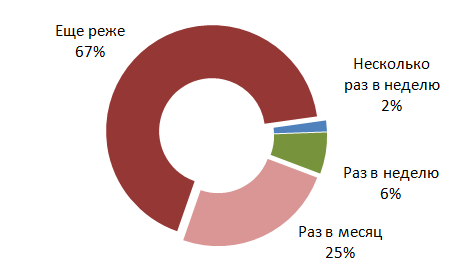 Еще реже
67%
Несколько
раз в неделю
2%
Раз в неделю
6%
Раз в месяц
25%